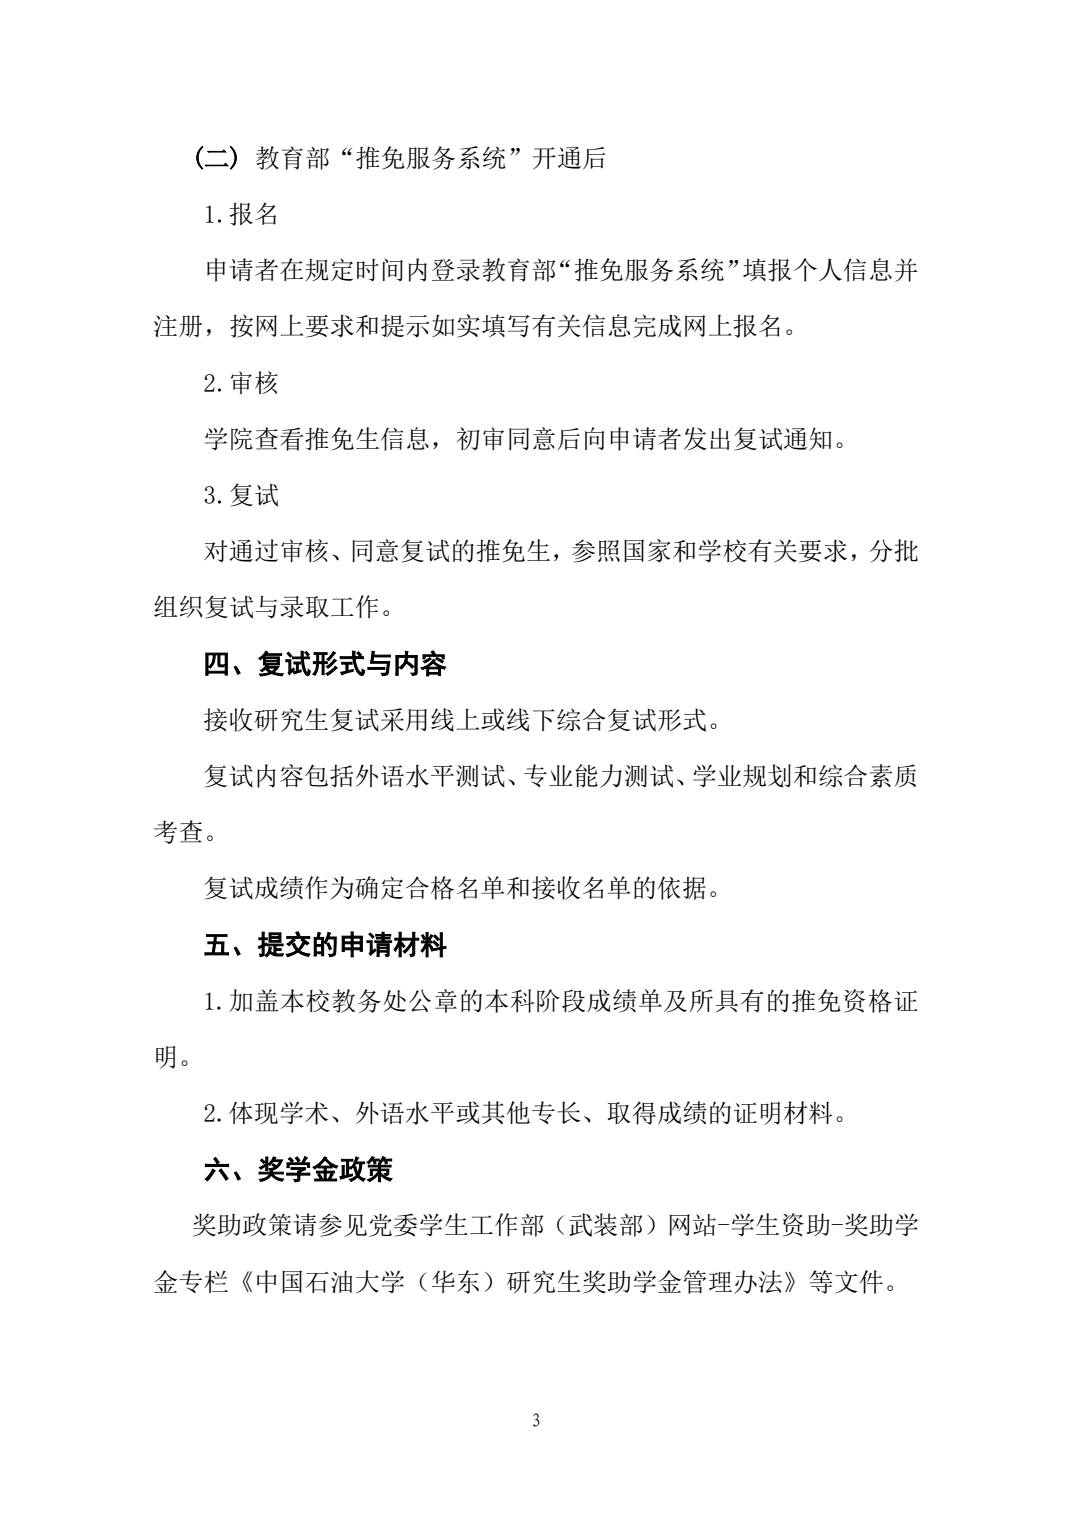 （二）教育部“推免服务系统”开通后
1.报名
申请者在规定时间内登录教育部“推免服务系统”填报个人信息并
注册，按网上要求和提示如实填写有关信息完成网上报名。
2.审核
学院查看推免生信息，初审同意后向申请者发出复试通知。
3.复试
对通过审核、同意复试的推免生，参照国家和学校有关要求，分批
组织复试与录取工作。
四、复试形式与内容
接收研究生复试采用线上或线下综合复试形式。
复试内容包括外语水平测试、专业能力测试、学业规划和综合素质
考查。
复试成绩作为确定合格名单和接收名单的依据。
五、提交的申请材料
1.加盖本校教务处公章的本科阶段成绩单及所具有的推免资格证
明。
2.体现学术、外语水平或其他专长、取得成绩的证明材料。
六、奖学金政策
奖助政策请参见党委学生工作部（武装部）网站-学生资助-奖助学
金专栏《中国石油大学（华东）研究生奖助学金管理办法》等文件。
3